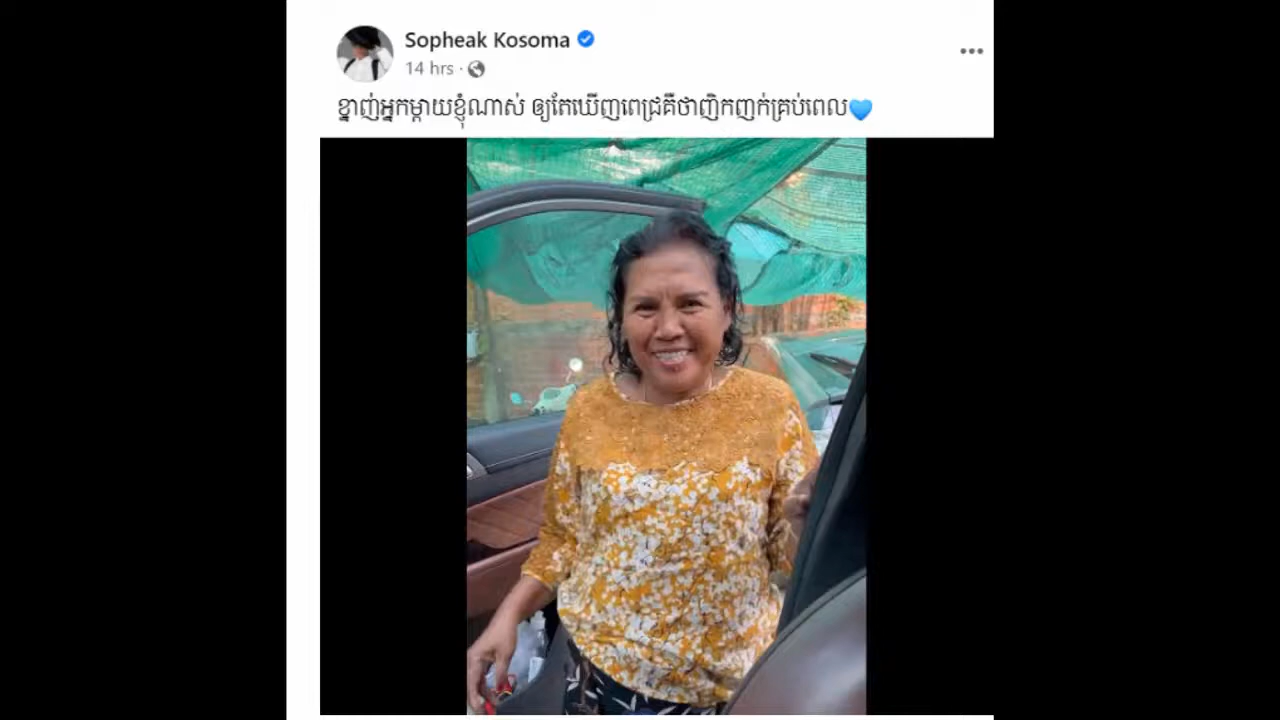 Sopheak Kosoma
14 hrs ·
ខ្នាញ់អ្នកម្ដាយខ្ញុំណាស់ ឲ្យតែឃើញពេជ្រគឺថាញិកញក់គ្រប់ពេល💙